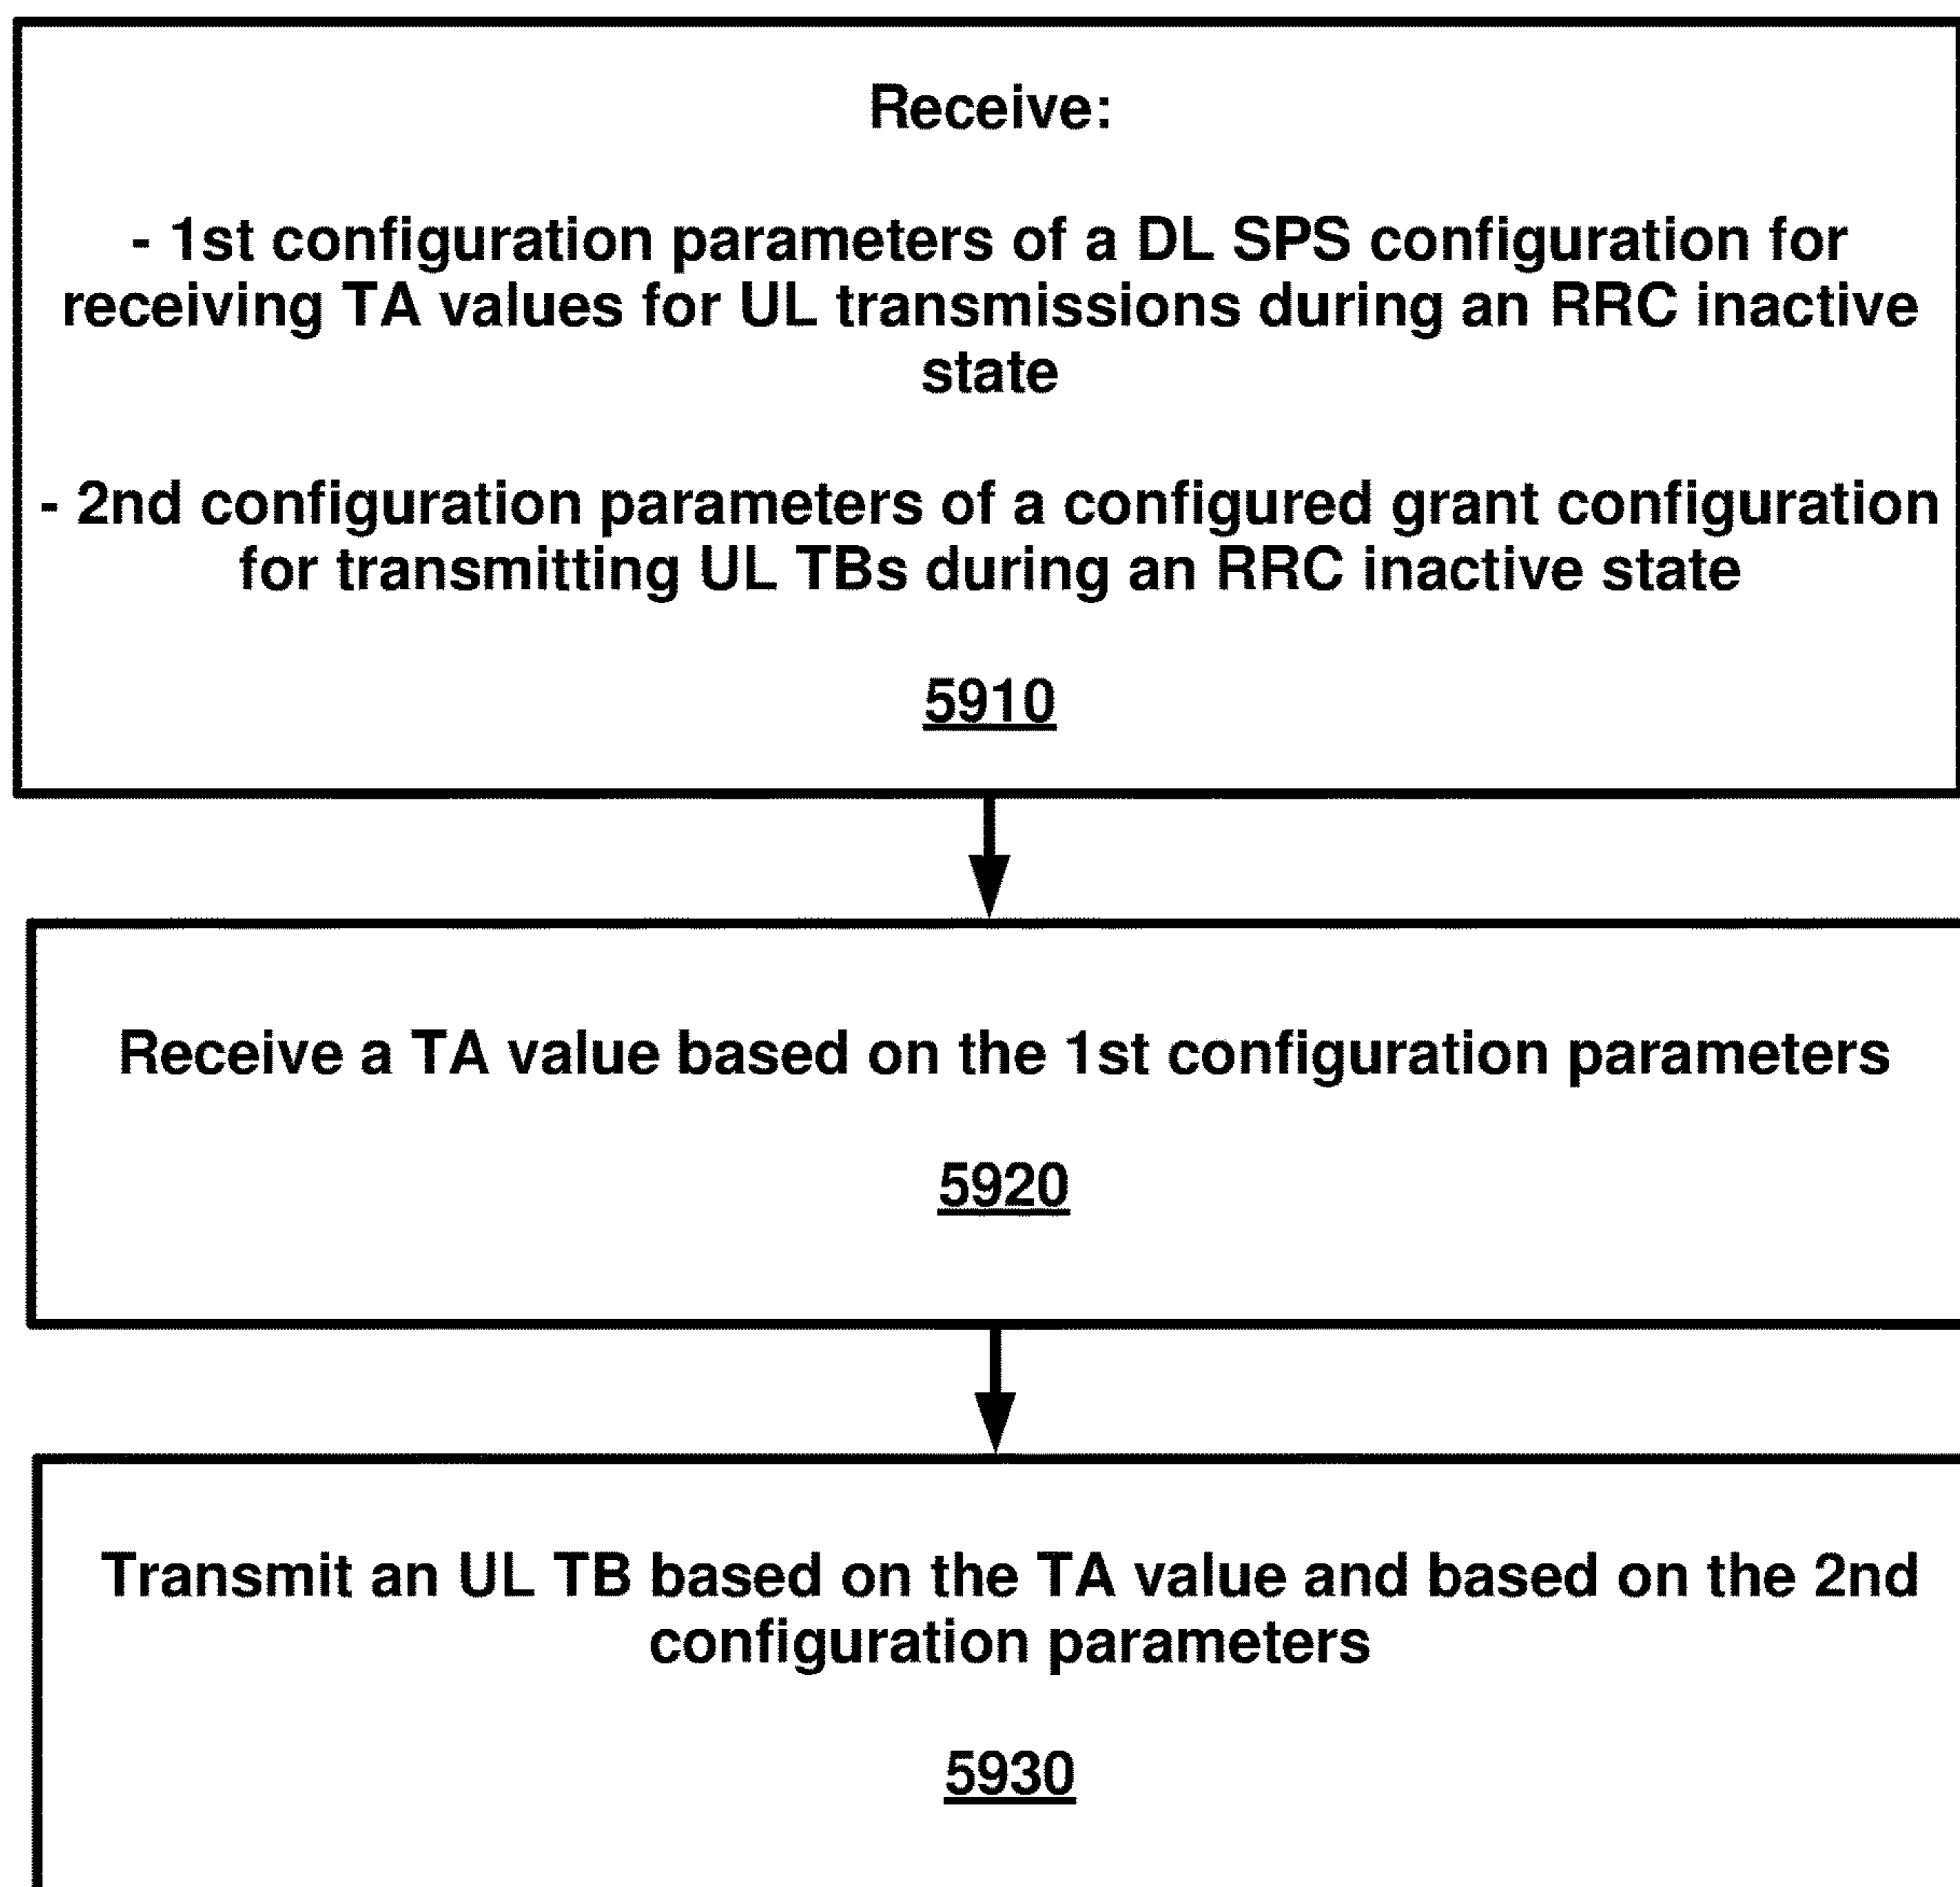 Receive:
- 1st configuration parameters of a DL SPS configuration for
receiving TA values for UL transmissions during an RRC inactive
state
- 2nd configuration parameters of a configured grant configuration
for transmitting UL TBs during an RRC inactive state
5910
Receive a TA value based on the 1st configuration parameters
5920
Transmit an UL TB based on the TA value and based on the 2nd
configuration parameters
5930